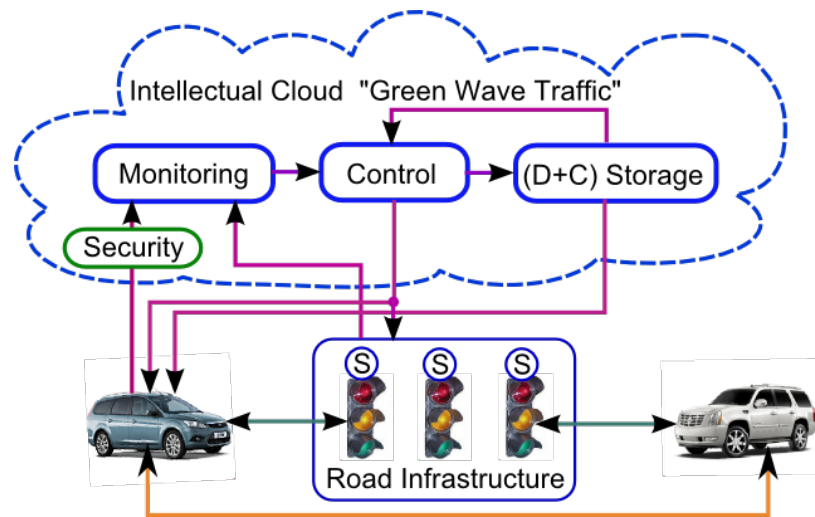 Intellectual Cloud "Green Wave Traffic"
Monitoring
Control
(D+C) Storage
Security
S
S
S
Road Infrastructure